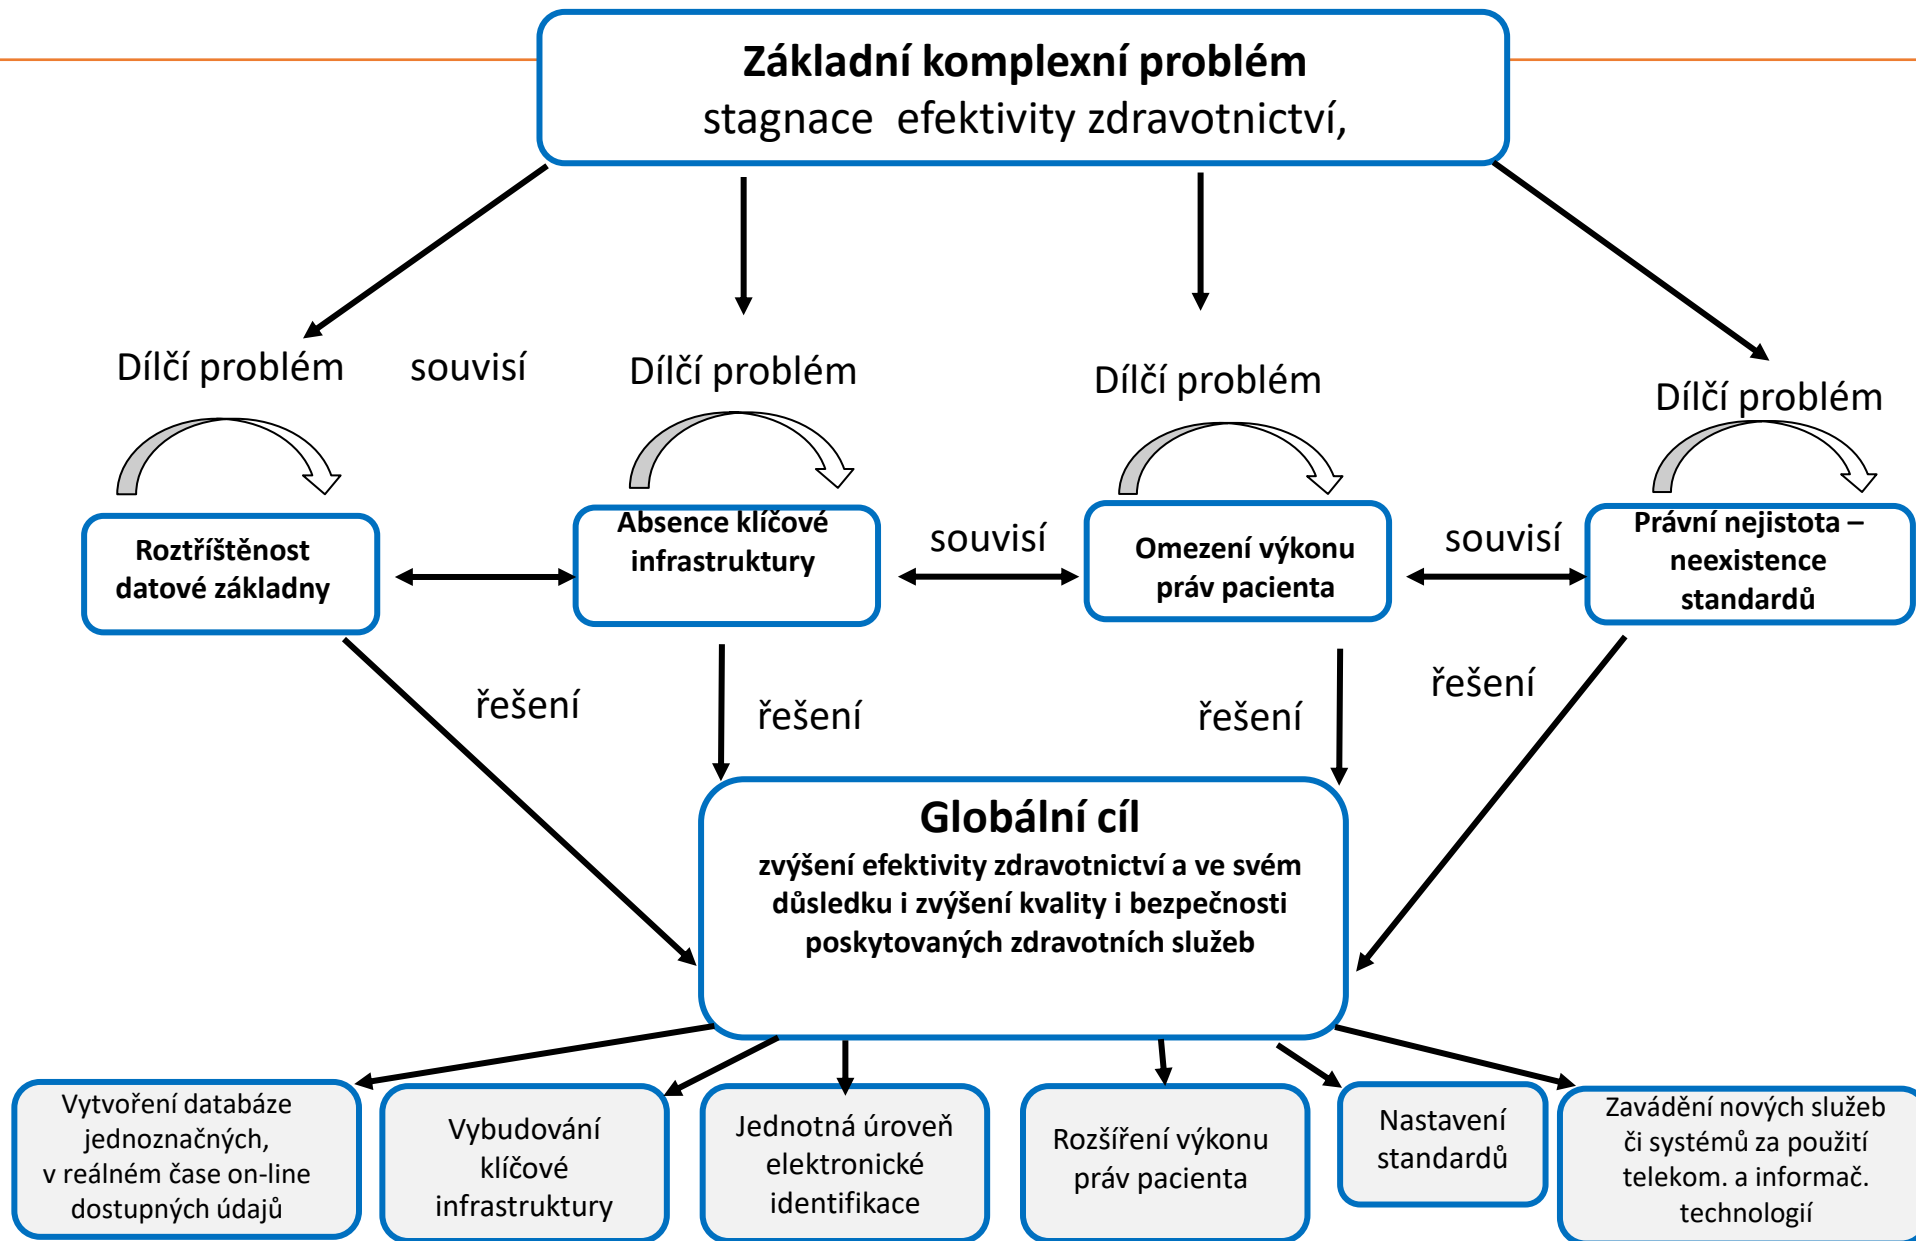 Základní komplexní problém
stagnace efektivity zdravotnictví,
Dílčí problém
souvisí
Dílčí problém
Dílčí problém
Dílčí problém
Roztříštěnost
datové základny
Absence klíčové
infrastruktury
souvisí
Omezení výkonu
práv pacienta
souvisí
Právní nejistota –
neexistence
standardů
řešení
řešení
řešení
řešení
Globální cíl
zvýšení efektivity zdravotnictví a ve svém
důsledku i zvýšení kvality i bezpečnosti
poskytovaných zdravotních služeb
Vytvoření databáze
jednoznačných,
v reálném čase on-line
dostupných údajů
Vybudování
klíčové
infrastruktury
Jednotná úroveň
elektronické
identifikace
Rozšíření výkonu
práv pacienta
Nastavení
standardů
Zavádění nových služeb
či systémů za použití
telekom. a informač.
technologií